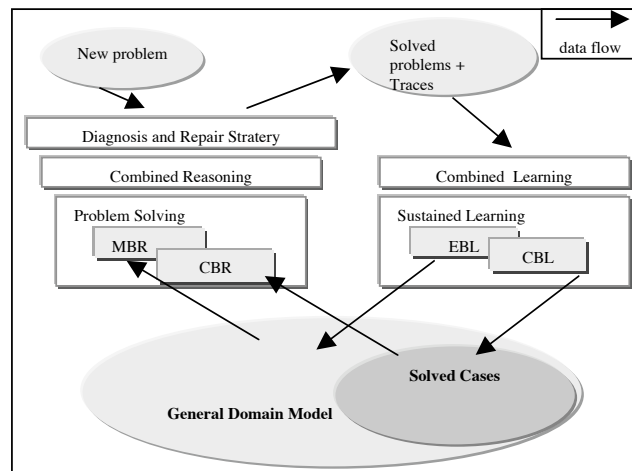 New problem
Solved
problems +
Traces
data flow
Diagnosis and Repair Stratery
Combined Reasoning
Combined Learning
Problem Solving
MBR
CBR
Sustained Learning
EBL
CBL
Solved Cases
General Domain Model